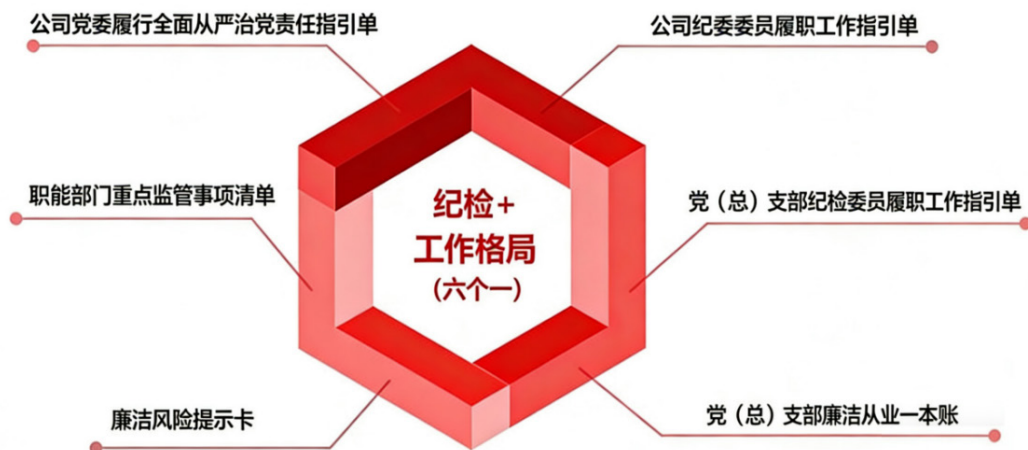 公司党委履行全面从严治党责任指引单
公司纪委委员履职工作指引单
职能部门重点监管事项清单
纪检+
工作格局
(六个一)
党（总）支部纪检委员履职工作指引单
廉洁风险提示卡
党（总）支部廉洁从业一本账